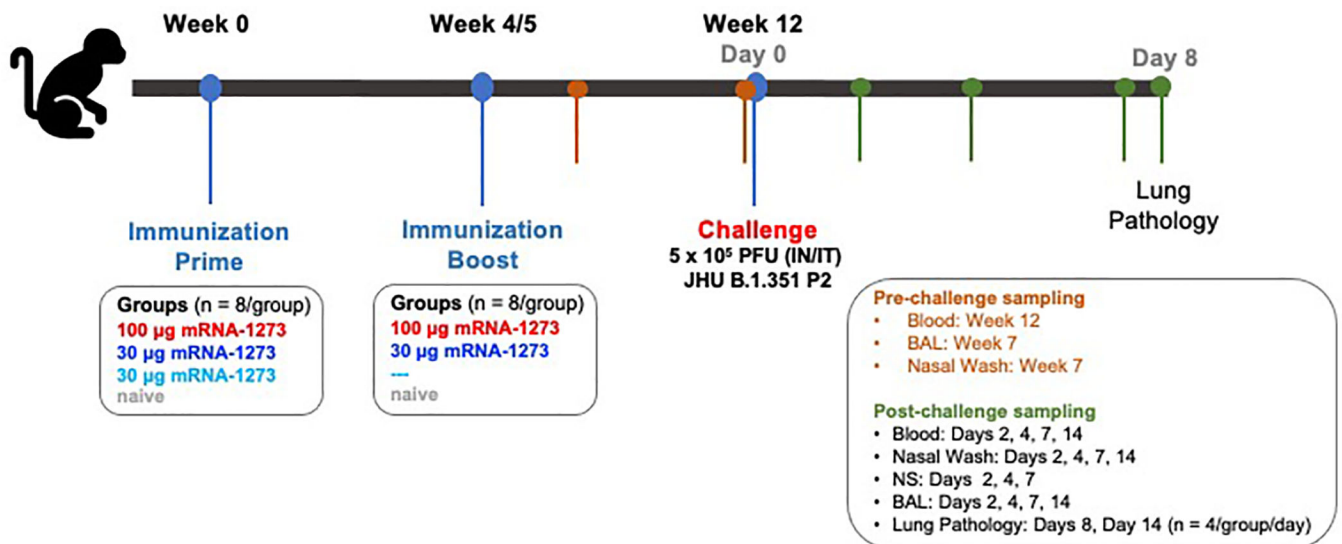 Week 0
Week 4/5
Week 12
Day 0
Day 8
Immunization
Prime
Groups (n = 8/group)
100 µg mRNA-1273
30 µg mRNA-1273
30 µg mRNA-1273
naive
Immunization
Boost
Groups (n = 8/group)
100 µg mRNA-1273
30 µg mRNA-1273
---
naive
Challenge
5 x 10⁵ PFU (IN/IT)
JHU B.1.351 P2
Lung
Pathology
Pre-challenge sampling
• Blood: Week 12
• BAL: Week 7
• Nasal Wash: Week 7
Post-challenge sampling
• Blood: Days 2, 4, 7, 14
• Nasal Wash: Days 2, 4, 7, 14
• NS: Days 2, 4, 7
• BAL: Days 2, 4, 7, 14
• Lung Pathology: Days 8, Day 14 (n = 4/group/day)